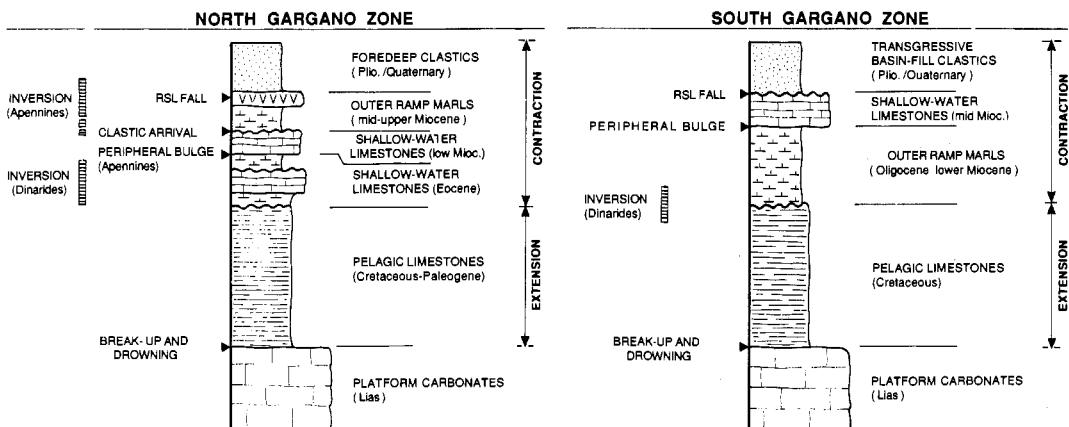 NORTH GARGANO ZONE
INVERSION
(Apennines)
INVERSION
(Dinarides)
RSL FALL
CLASTIC ARRIVAL
PERIPHERAL BULGE
(Apennines)
BREAK-UP AND
DROWNING
FOREDEEP CLASTICS
(Plio./Quaternary)
OUTER RAMP MARLS
(mid-upper Miocene)
SHALLOW-WATER
LIMESTONES (low Mioc.)
SHALLOW-WATER
LIMESTONES (Eocene)
PELAGIC LIMESTONES
(Cretaceous-Paleogene)
PLATFORM CARBONATES
(Lias)
CONTRACTION
EXTENSION
SOUTH GARGANO ZONE
RSL FALL
PERIPHERAL BULGE
INVERSION
(Dinarides)
BREAK-UP AND
DROWNING
TRANSGRESSIVE
BASIN-FILL CLASTICS
(Plio./Quaternary)
SHALLOW-WATER
LIMESTONES (mid Mioc.)
OUTER RAMP MARLS
(Oligocene lower Miocene)
PELAGIC LIMESTONES
(Cretaceous)
PLATFORM CARBONATES
(Lias)
CONTRACTION
EXTENSION